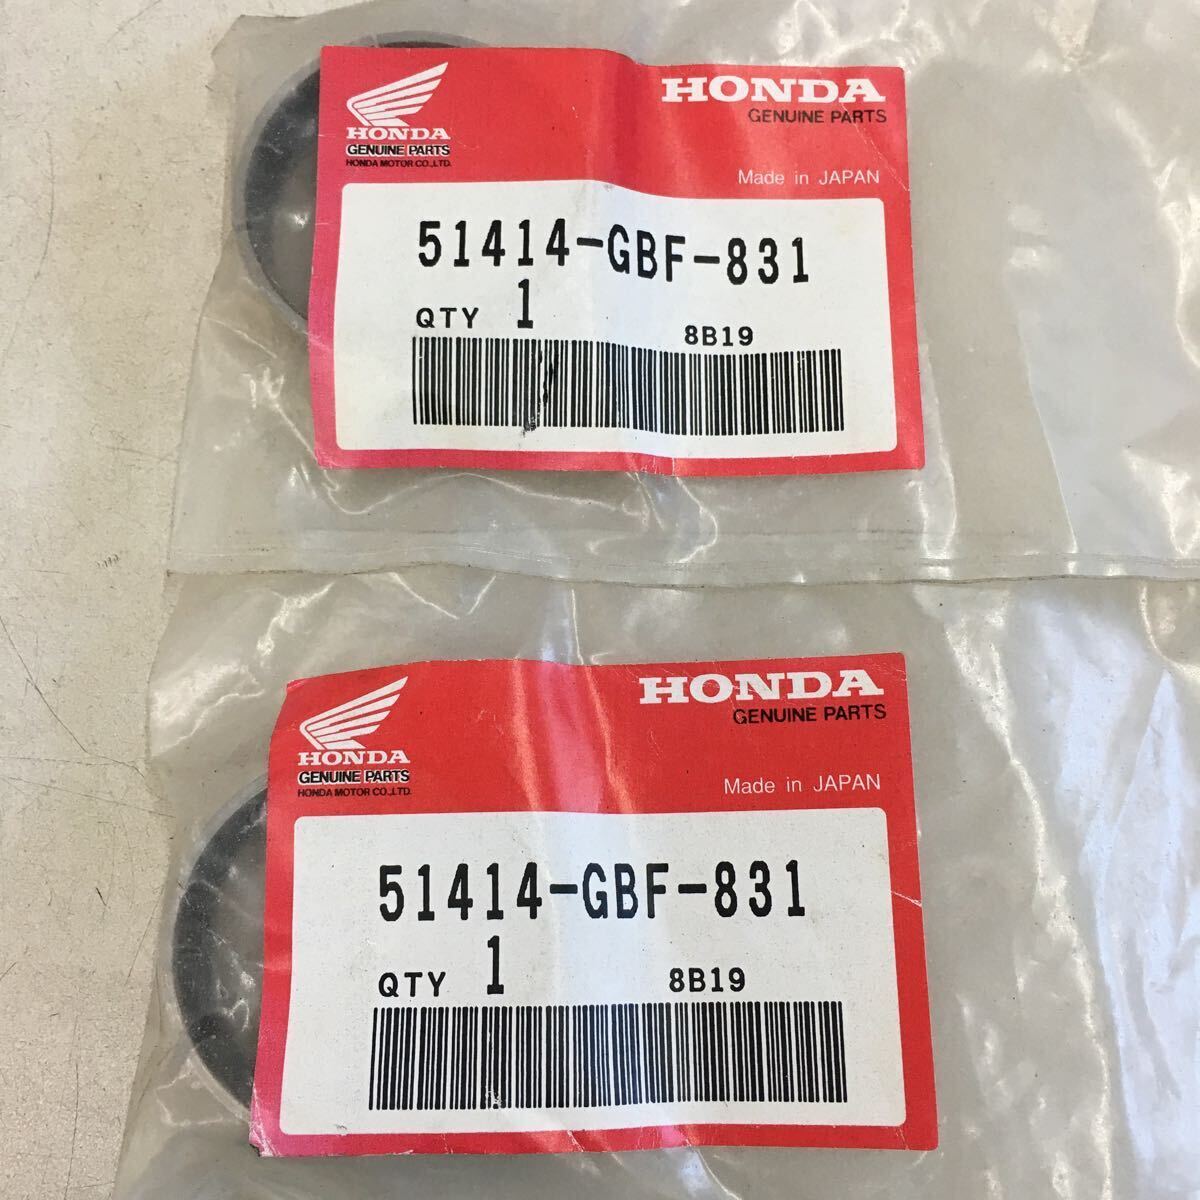 HONDA
GENUINE PARTS
HONDA MOTOR CO.,LTD.
HONDA
GENUINE PARTS
Made in JAPAN
51414-GBF-831
QTY 1 8B19
HONDA
GENUINE PARTS
HONDA MOTOR CO.,LTD.
HONDA
GENUINE PARTS
Made in JAPAN
51414-GBF-831
QTY 1 8B19